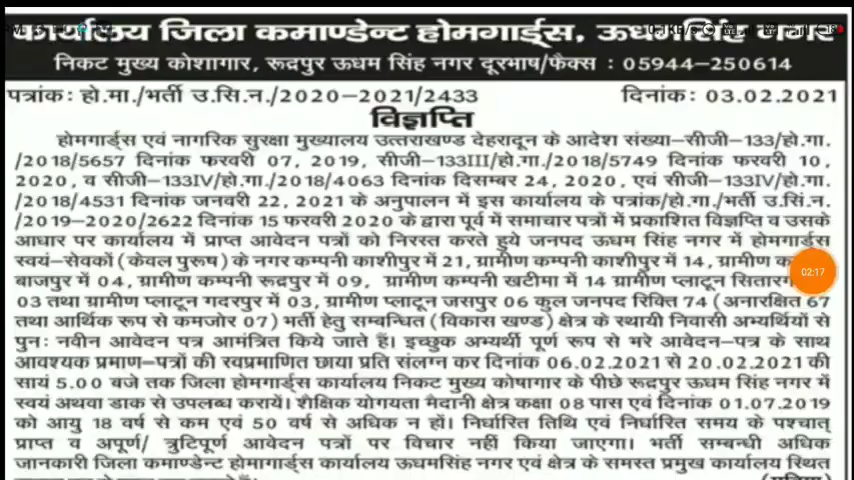 कार्यालय जिला कमाण्डेन्ट होमगार्ड्स, ऊधमसिंह नगर
निकट मुख्य कोशागार, रूद्रपुर ऊधम सिंह नगर दूरभाष/फैक्स : 05944-250614
पत्रांकः हो.मा./भर्ती उ.सि.न./2020-2021/2433 दिनांक: 03.02.2021
विज्ञप्ति
होमगार्ड्स एवं नागरिक सुरक्षा मुख्यालय उत्तराखण्ड देहरादून के आदेश संख्या-सीजी-133/हो.गा.
/2018/5657 दिनांक फरवरी 07, 2019, सीजी-133III/हो.गा./2018/5749 दिनांक फरवरी 10,
2020, व सीजी-133IV/हो.गा./2018/4063 दिनांक दिसम्बर 24, 2020, एवं सीजी-133IV/हो.गा.
/2018/4531 दिनांक जनवरी 22, 2021 के अनुपालन में इस कार्यालय के पत्रांक/हो.गा./भर्ती उ.सि.न.
/2019-2020/2622 दिनांक 15 फरवरी 2020 के द्वारा पूर्व में समाचार पत्रों में प्रकाशित विज्ञप्ति व उसके
आधार पर कार्यालय में प्राप्त आवेदन पत्रों को निरस्त करते हुये जनपद ऊधम सिंह नगर में होमगार्ड्स
स्वयं-सेवकों (केवल पुरूष) के नगर कम्पनी काशीपुर में 21, ग्रामीण कम्पनी काशीपुर में 14, ग्रामीण
बाजपुर में 04, ग्रामीण कम्पनी रूद्रपुर में 09, ग्रामीण कम्पनी खटीमा में 14 ग्रामीण प्लाटून
03 तथा ग्रामीण प्लाटून गदरपुर में 03, ग्रामीण प्लाटून जसपुर 06 कुल जनपद रिक्ति 74 (अनारक्षित 67
तथा आर्थिक रूप से कमजोर 07) भर्ती हेतु सम्बन्धित (विकास खण्ड) क्षेत्र के स्थायी निवासी अभ्यर्थियों से
पुनः नवीन आवेदन पत्र आमंत्रित किये जाते है। इच्छुक अभ्यर्थी पूर्ण रूप से भरे आवेदन-पत्र के साथ
आवश्यक प्रमाण-पत्रों की स्वप्रमाणित छाया प्रति संलग्न कर दिनांक 06.02.2021 से 20.02.2021 की
सायं 5.00 बजे तक जिला होमगार्ड्स कार्यालय निकट मुख्य कोषागार के पीछे रूद्रपुर ऊधम सिंह नगर में
स्वयं अथवा डाक से उपलब्ध करायें। शैक्षिक योगयता मैदानी क्षेत्र कक्षा 08 पास एवं दिनांक 01.07.2019
को आयु 18 वर्ष से कम एवं 50 वर्ष से अधिक न हों। निर्धारित तिथि एवं निर्धारित समय के पश्चात्
प्राप्त व अपूर्ण/ त्रुटिपूर्ण आवेदन पत्रों पर विचार नहीं किया जाएगा। भर्ती सम्बन्धी अधिक
जानकारी जिला कमाण्डेन्ट होमागार्ड्स कार्यालय ऊधमसिंह नगर एवं क्षेत्र के समस्त प्रमुख कार्यालय स्थित
02:17